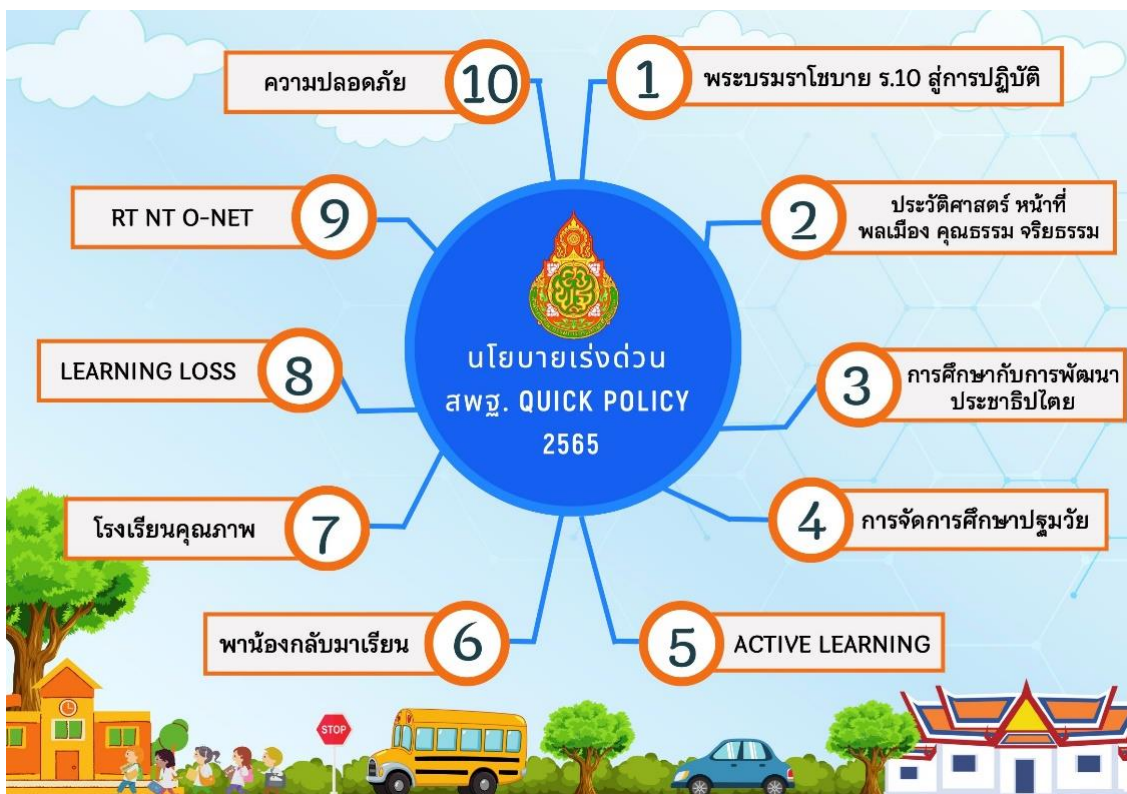 นโยบายเร่งด่วน
สพฐ. QUICK POLICY
2565
1
พระบรมราโชบาย ร.10 สู่การปฏิบัติ
2
ประวัติศาสตร์ หน้าที่
พลเมือง คุณธรรม จริยธรรม
3
การศึกษากับการพัฒนา
ประชาธิปไตย
4
การจัดการศึกษาปฐมวัย
5
ACTIVE LEARNING
6
พาน้องกลับมาเรียน
7
โรงเรียนคุณภาพ
8
LEARNING LOSS
9
RT NT O-NET
10
ความปลอดภัย
STOP